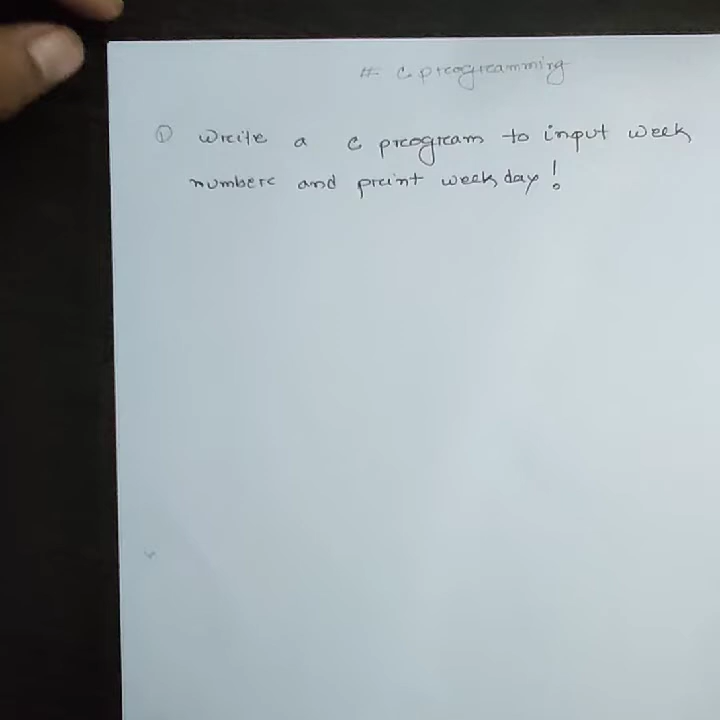 # C programming
① Write a C program to input week
number and print week day!